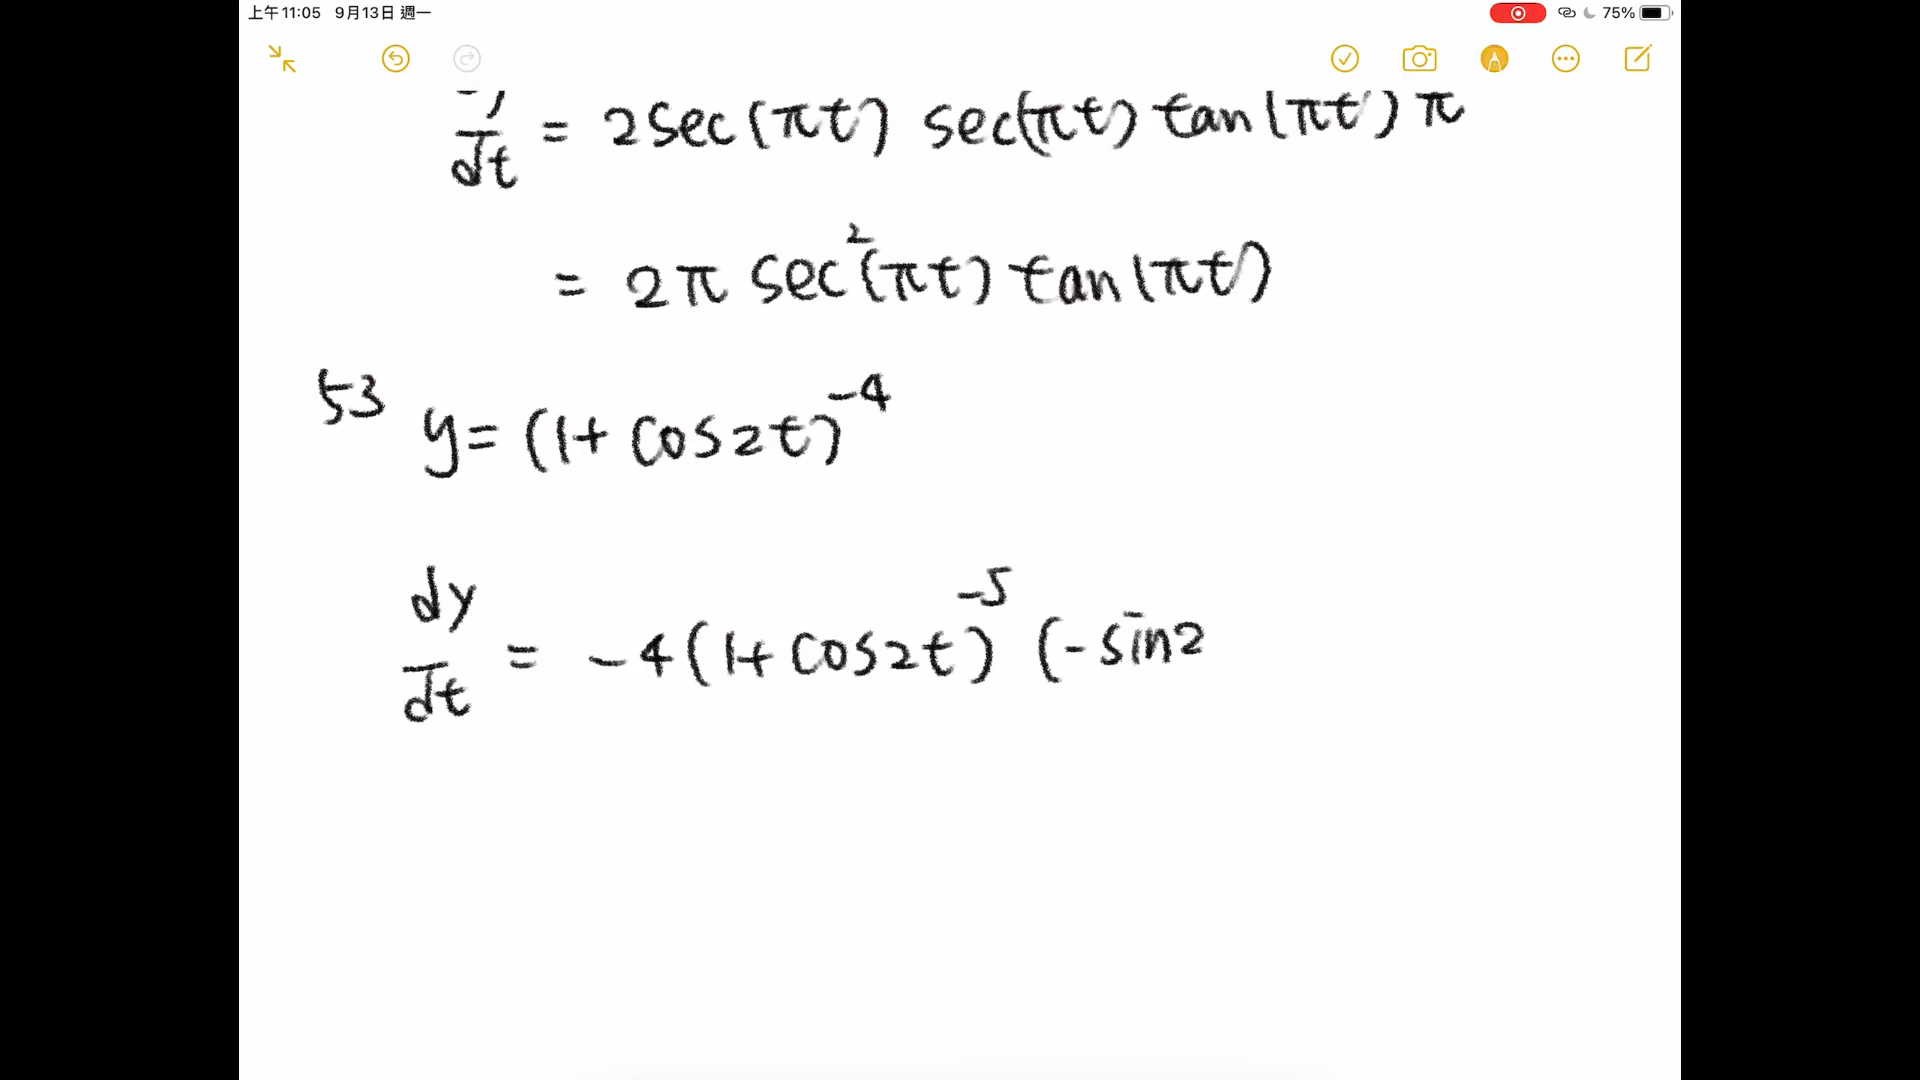 上午11:05 9月13日 週一 75%
dy/dt = 2sec(πt) sec(πt) tan(πt) π
= 2π sec²(πt) tan(πt)
53 y = (1+cos2t)^-4
dy/dt = -4(1+cos2t)^-5 (-sin2